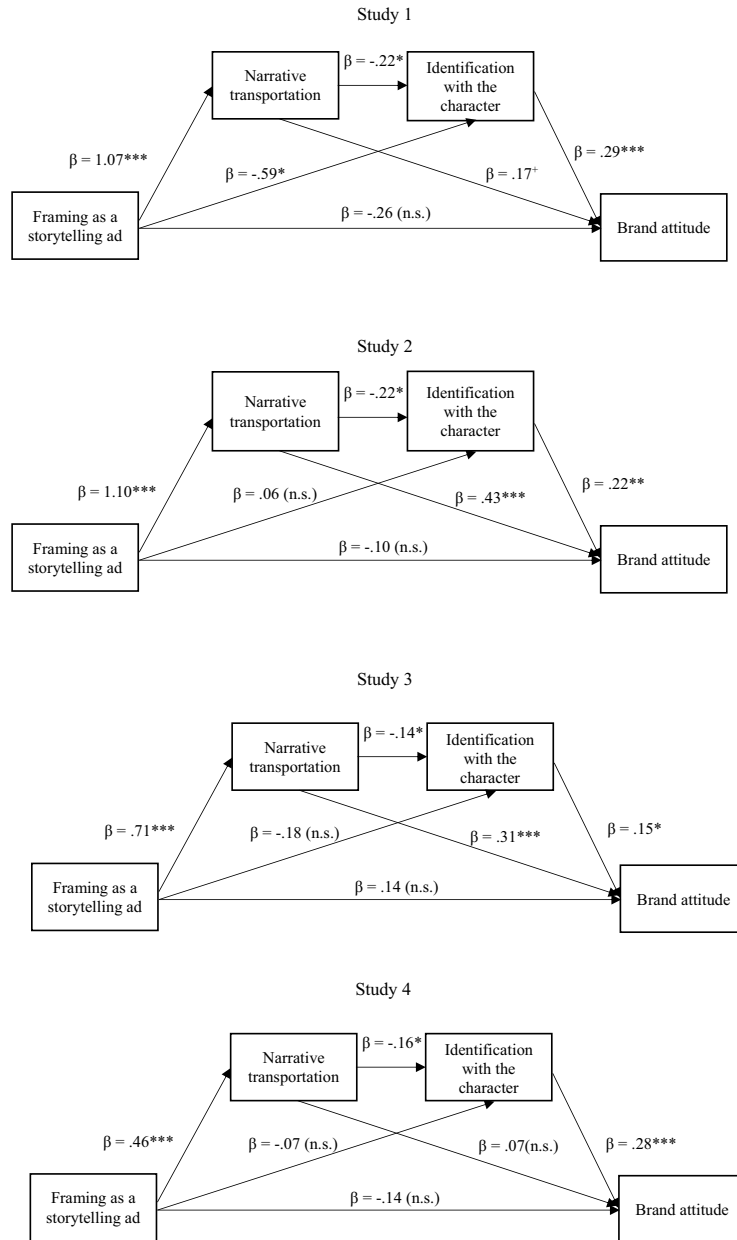 Study 1
β = -.22*
Narrative
transportation
Identification
with the
character
β = 1.07***
β = -.59*
β = .17⁺
β = .29***
Framing as a
storytelling ad
β = -.26 (n.s.)
Brand attitude
Study 2
β = -.22*
Narrative
transportation
Identification
with the
character
β = 1.10***
β = .06 (n.s.)
β = .43***
β = .22**
Framing as a
storytelling ad
β = -.10 (n.s.)
Brand attitude
Study 3
β = -.14*
Narrative
transportation
Identification
with the
character
β = .71***
β = -.18 (n.s.)
β = .31***
β = .15*
Framing as a
storytelling ad
β = .14 (n.s.)
Brand attitude
Study 4
β = -.16*
Narrative
transportation
Identification
with the
character
β = .46***
β = -.07 (n.s.)
β = .07(n.s.)
β = .28***
Framing as a
storytelling ad
β = -.14 (n.s.)
Brand attitude